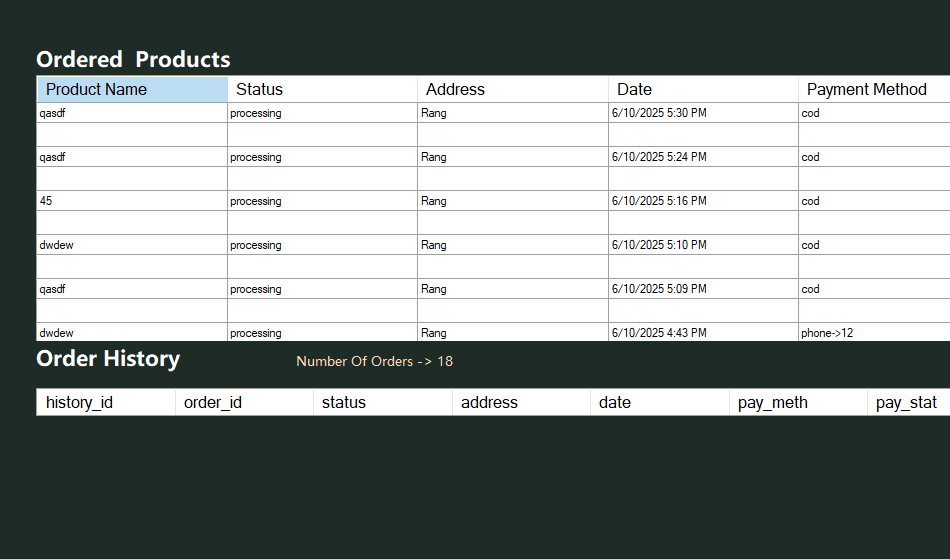 Ordered  Products
Product Name Status Address Date Payment Method
qasdf processing Rang 6/10/2025 5:30 PM cod
qasdf processing Rang 6/10/2025 5:24 PM cod
45 processing Rang 6/10/2025 5:16 PM cod
dwdew processing Rang 6/10/2025 5:10 PM cod
qasdf processing Rang 6/10/2025 5:09 PM cod
dwdew processing Rang 6/10/2025 4:43 PM phone->12
Order History Number Of Orders -> 18
history_id order_id status address date pay_meth pay_stat